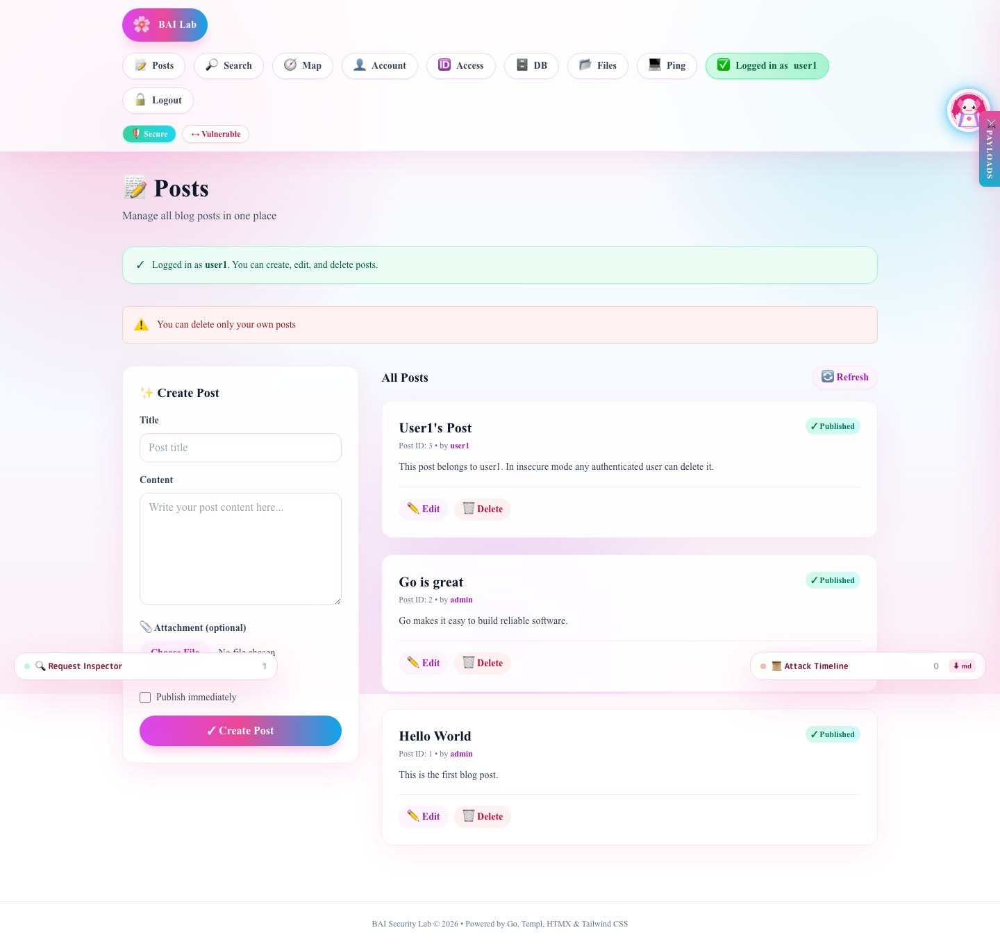 BAI Lab
Posts
Search
Map
Account
Access
DB
Files
Ping
Logged in as user1
Logout
Secure
↔ Vulnerable
PAYLOADS
Posts
Manage all blog posts in one place
✓ Logged in as user1. You can create, edit, and delete posts.
You can delete only your own posts
Create Post
Title
Post title
Content
Write your post content here...
Attachment (optional)
Choose File No file chosen
Request Inspector 1
Publish immediately
✓ Create Post
All Posts
Refresh
User1's Post
✓ Published
Post ID: 3 • by user1
This post belongs to user1. In insecure mode any authenticated user can delete it.
Edit
Delete
Go is great
✓ Published
Post ID: 2 • by admin
Go makes it easy to build reliable software.
Edit
Delete
Attack Timeline 0 ⬇ md
Hello World
✓ Published
Post ID: 1 • by admin
This is the first blog post.
Edit
Delete
BAI Security Lab © 2026 • Powered by Go, Templ, HTMX & Tailwind CSS